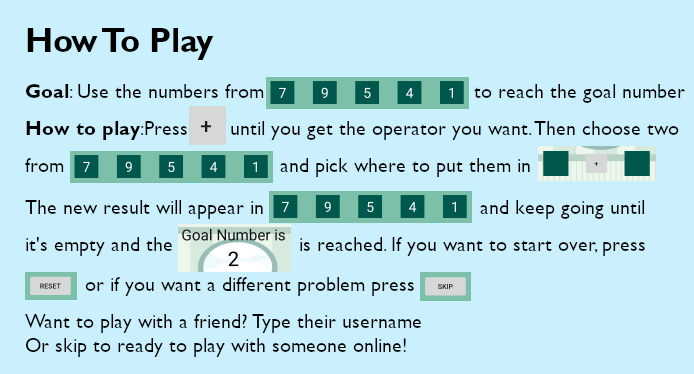 How To Play
Goal: Use the numbers from 7 9 5 4 1 to reach the goal number
How to play:Press + until you get the operator you want. Then choose two
from 7 9 5 4 1 and pick where to put them in +
The new result will appear in 7 9 5 4 1 and keep going until
it's empty and the Goal Number is 2 is reached. If you want to start over, press
RESET or if you want a different problem press SKIP
Want to play with a friend? Type their username
Or skip to ready to play with someone online!